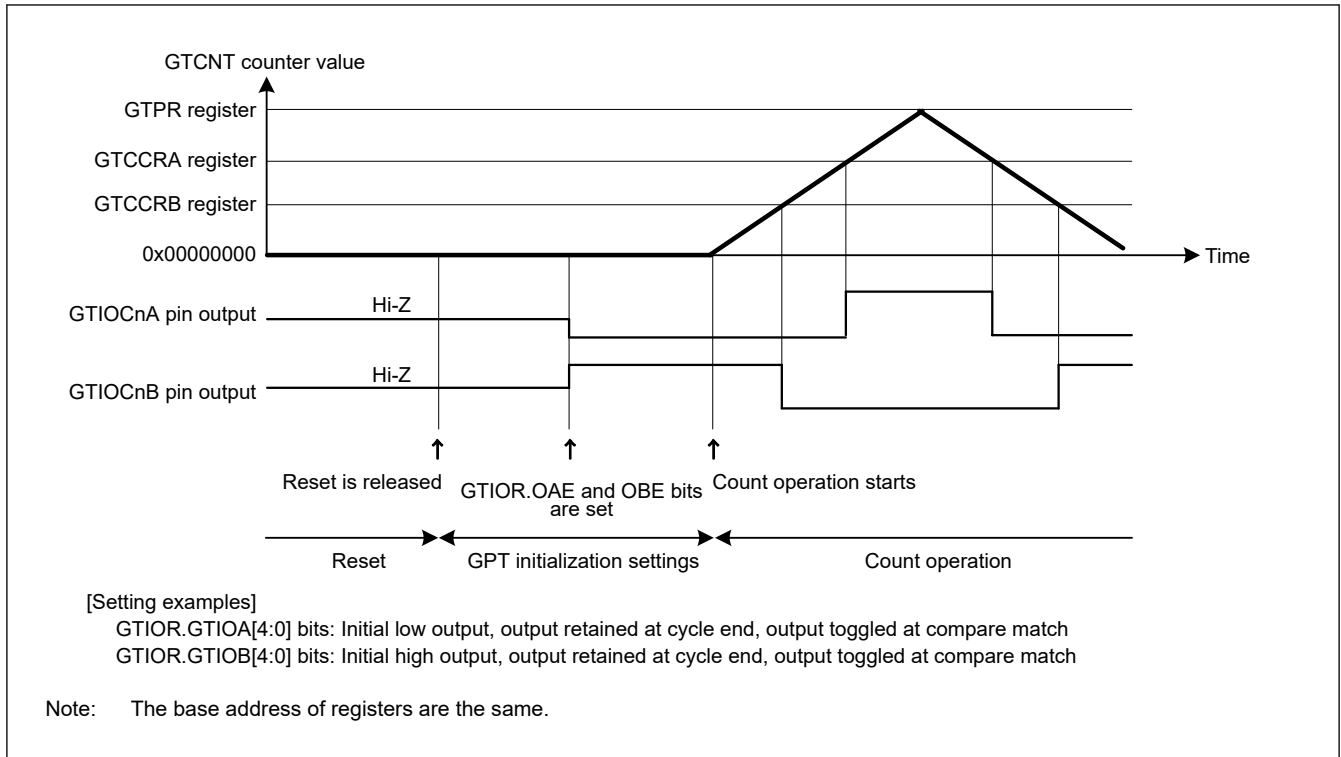 GTCNT counter value
GTPR register
GTCCRA register
GTCCRB register
0x00000000
Time
Hi-Z
GTIOCnA pin output
Hi-Z
GTIOCnB pin output
Reset is released
GTIOR.OAE and OBE bits
are set
Count operation starts
Reset
GPT initialization settings
Count operation
[Setting examples]
GTIOR.GTIOA[4:0] bits: Initial low output, output retained at cycle end, output toggled at compare match
GTIOR.GTIOB[4:0] bits: Initial high output, output retained at cycle end, output toggled at compare match
Note: The base address of registers are the same.